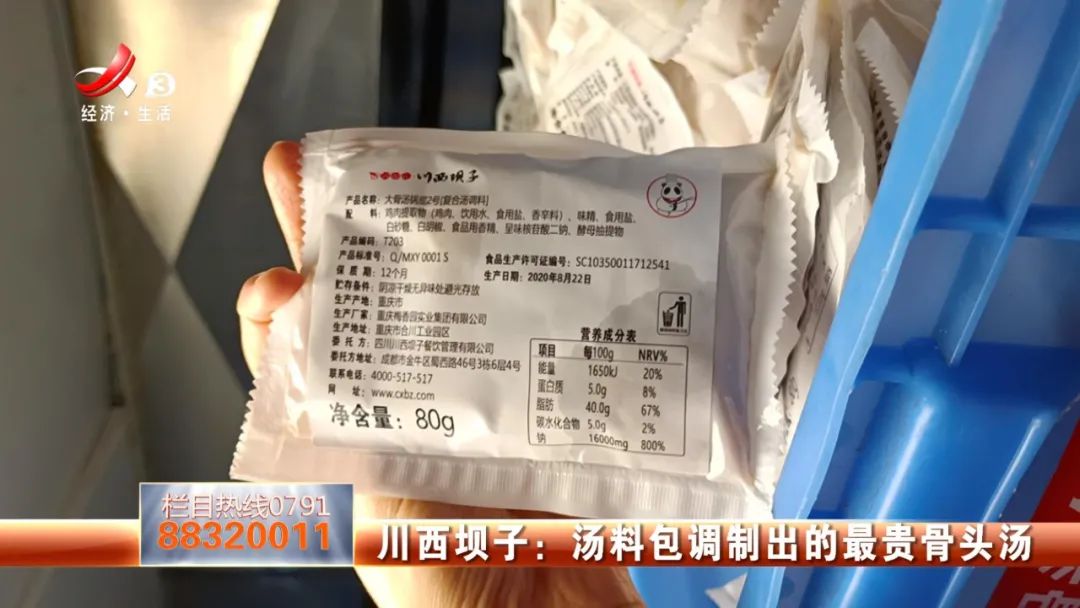 3
经济·生活
川西坝子
产品名称：大骨汤锅底2号(复合汤调料)
配 料：鸡肉提取物（鸡肉、饮用水、食用盐、香辛料）、味精、食用盐、
白砂糖、白胡椒、食品用香精、呈味核苷酸二钠、酵母抽提物
产品编码：T203
产品标准号：Q/MXY 0001 S
食品生产许可证编号：SC10350011712541
保 质 期：12个月
生产日期：2020年8月22日
贮存条件：阴凉干燥无异味处避光存放
生产产地：重庆市
生产厂家：重庆梅香园实业集团有限公司
生产地址：重庆市合川工业园区
委 托 方：四川川西坝子餐饮管理有限公司
委托方地址：成都市金牛区蜀西路46号3栋6层4号
联系电话：4000-517-517
网 址：www.cxbz.com
净含量：80g
营养成分表
项目 每100g NRV%
能量 1650kJ 20%
蛋白质 5.0g 8%
脂肪 40.0g 67%
碳水化合物 5.0g 2%
钠 16000mg 800%
栏目热线0791
88320011
川西坝子：汤料包调制出的最贵骨头汤